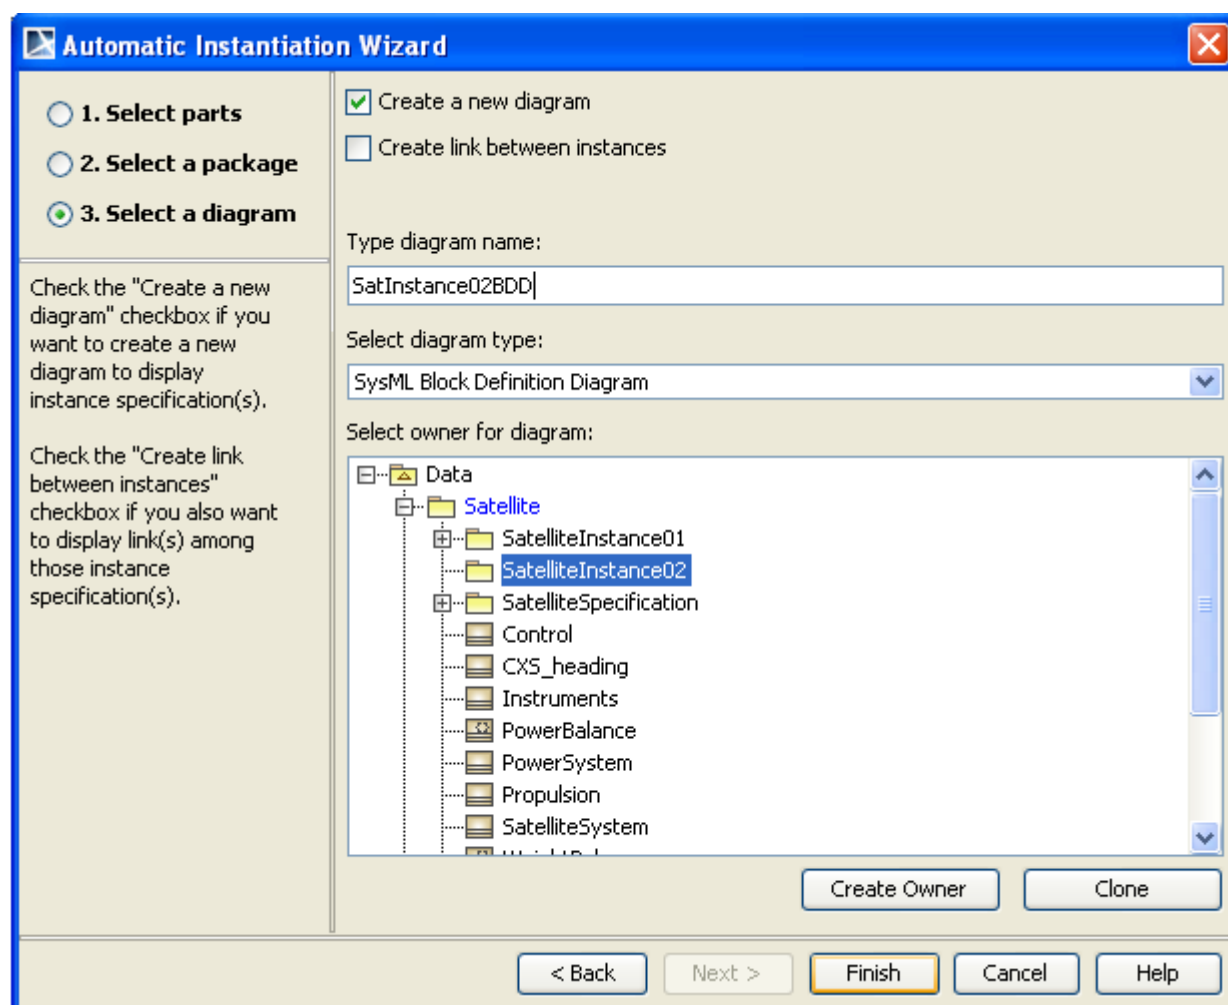 Automatic Instantiation Wizard
1. Select parts
2. Select a package
3. Select a diagram
Check the "Create a new
diagram" checkbox if you
want to create a new
diagram to display
instance specification(s).
Check the "Create link
between instances"
checkbox if you also want
to display link(s) among
those instance
specification(s).
Create a new diagram
Create link between instances
Type diagram name:
SatInstance02BDD
Select diagram type:
SysML Block Definition Diagram
Select owner for diagram:
Data
Satellite
SatelliteInstance01
SatelliteInstance02
SatelliteSpecification
Control
CXS_heading
Instruments
PowerBalance
PowerSystem
Propulsion
SatelliteSystem
Create Owner
Clone
< Back
Next >
Finish
Cancel
Help